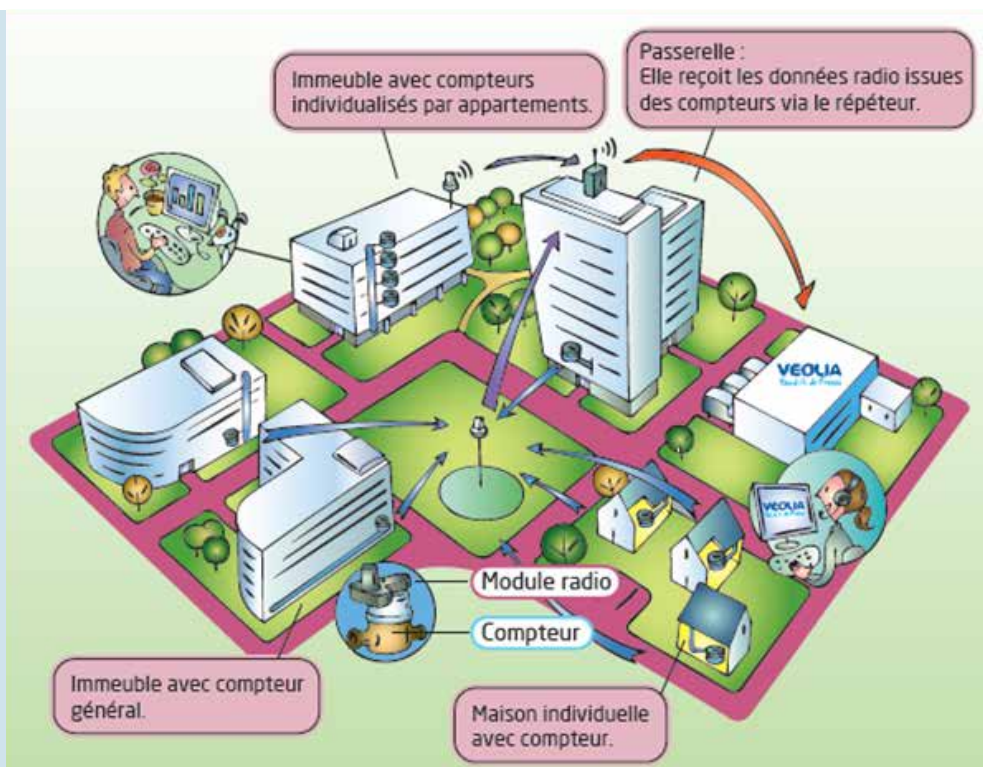 Immeuble avec compteurs
individualisés par appartements.
Passerelle :
Elle reçoit les données radio issues
des compteurs via le répéteur.
VEOLIA
VEOLIA
Module radio
Compteur
Immeuble avec compteur
général.
Maison individuelle
avec compteur.